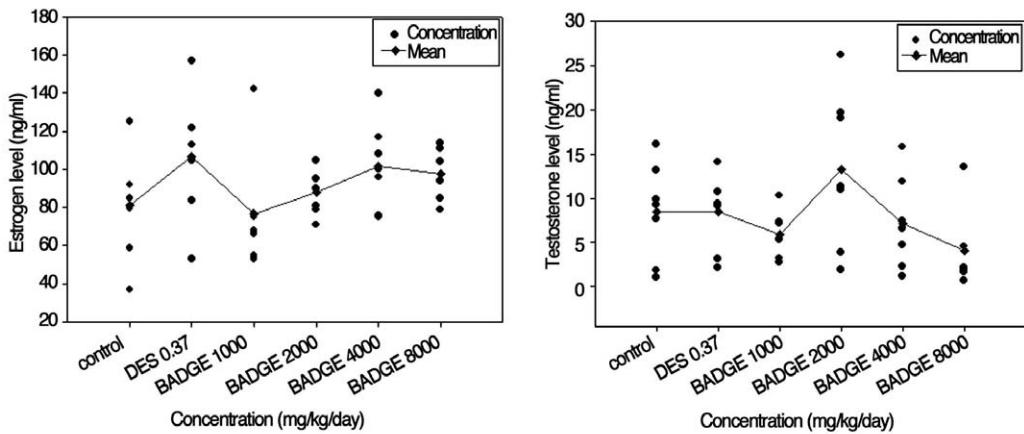 180
160
140
120
100
80
60
40
20
Estrogen level (ng/ml)
Concentration
Mean
control
DES 0.37
BADGE 1000
BADGE 2000
BADGE 4000
BADGE 8000
Concentration (mg/kg/day)
30
25
20
15
10
5
0
Testosterone level (ng/ml)
Concentration
Mean
control
DES 0.37
BADGE 1000
BADGE 2000
BADGE 4000
BADGE 8000
Concentration (mg/kg/day)